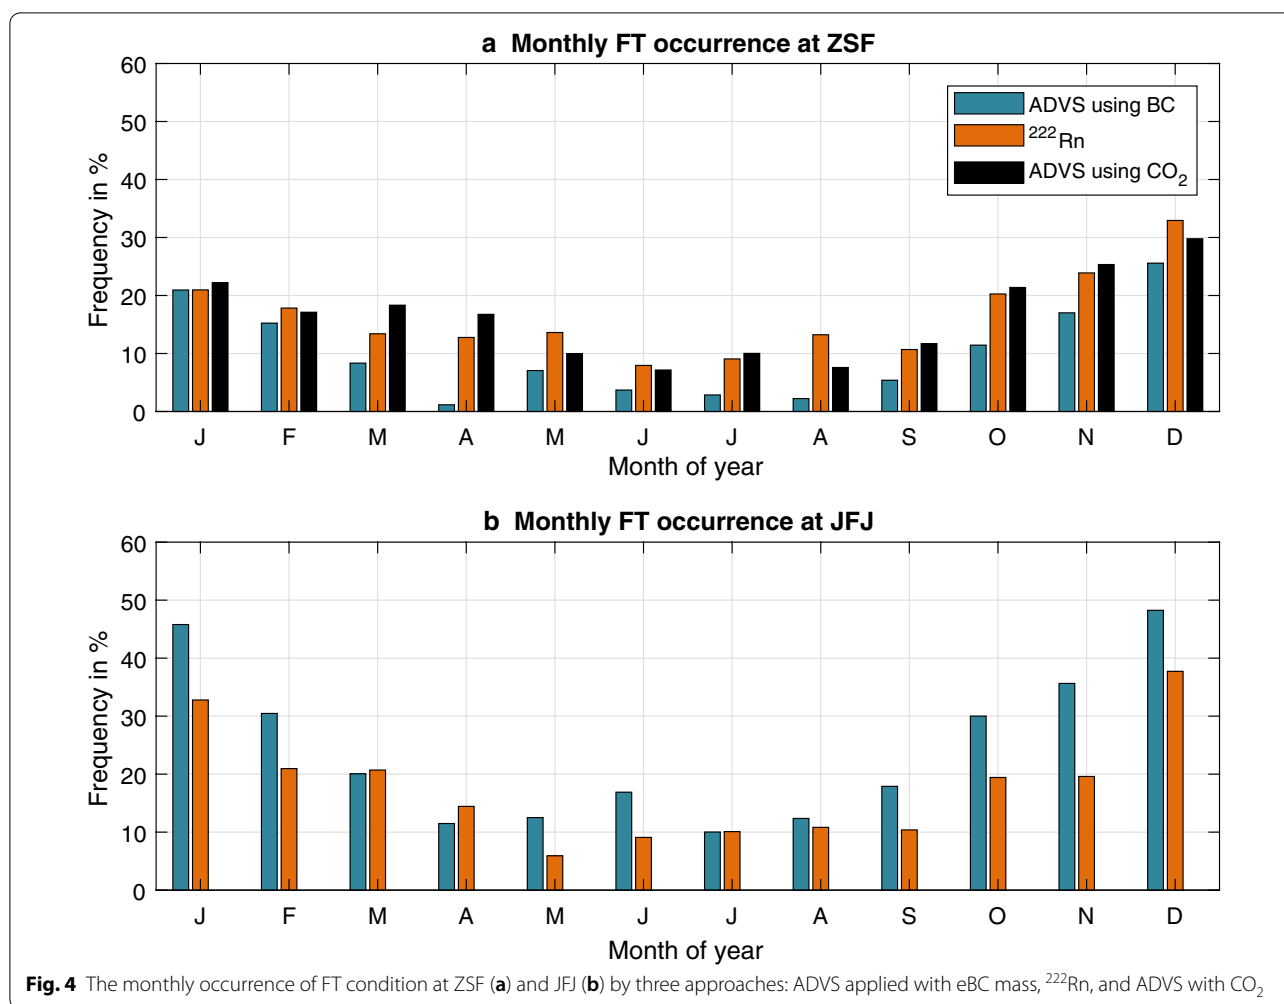 a Monthly FT occurrence at ZSF
60
50
40
30
20
10
0
Frequency in %
ADVS using BC
²²²Rn
ADVS using CO₂
J F M A M J J A S O N D
Month of year
b Monthly FT occurrence at JFJ
60
50
40
30
20
10
0
Frequency in %
J F M A M J J A S O N D
Month of year
Fig. 4 The monthly occurrence of FT condition at ZSF (a) and JFJ (b) by three approaches: ADVS applied with eBC mass, ²²²Rn, and ADVS with CO₂